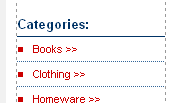 Categories:
Books >>
Clothing >>
Homeware >>